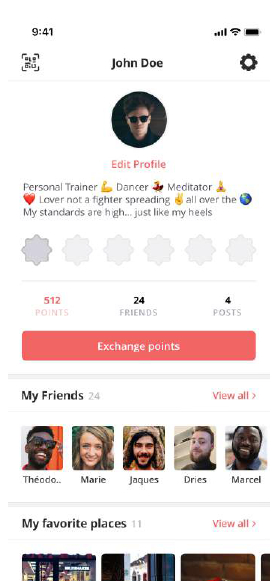 9:41
John Doe
Edit Profile
Personal Trainer 💪 Dancer 💃 Meditator 🧘
❤️ Lover not a fighter spreading ✌️ all over the 🌎
My standards are high... just like my heels
512
POINTS
24
FRIENDS
4
POSTS
Exchange points
My Friends 24
View all >
Théodo..
Marie
Jaques
Dries
Marcel
My favorite places 11
View all >